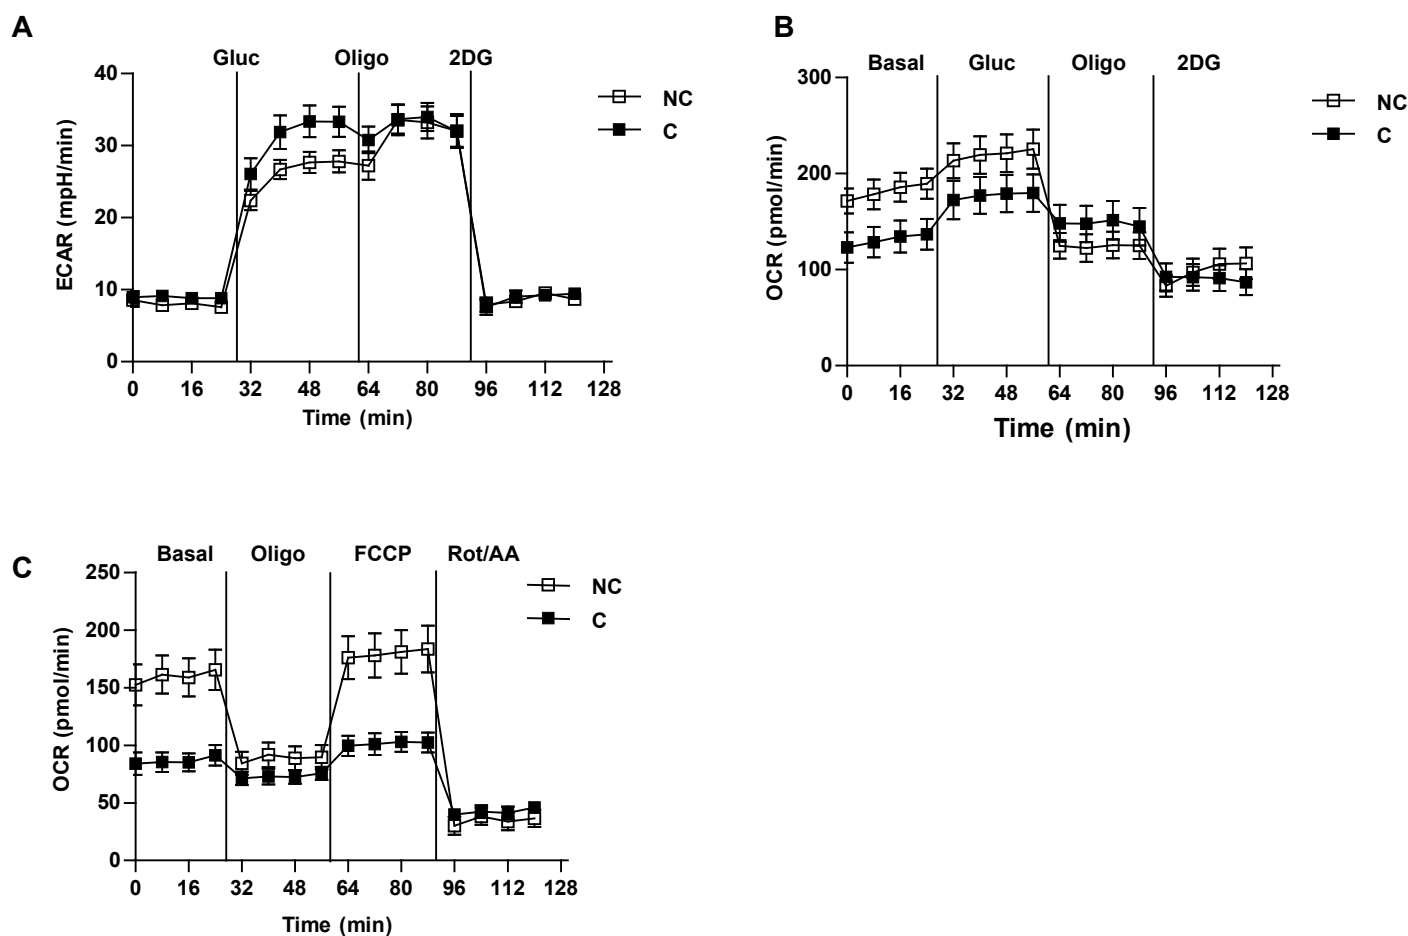 A
Gluc Oligo 2DG
ECAR (mpH/min)
40
30
20
10
0
0 16 32 48 64 80 96 112 128
Time (min)
NC
C
B
Basal Gluc Oligo 2DG
OCR (pmol/min)
300
200
100
0
0 16 32 48 64 80 96 112 128
Time (min)
NC
C
C
Basal Oligo FCCP Rot/AA
OCR (pmol/min)
250
200
150
100
50
0
0 16 32 48 64 80 96 112 128
Time (min)
NC
C